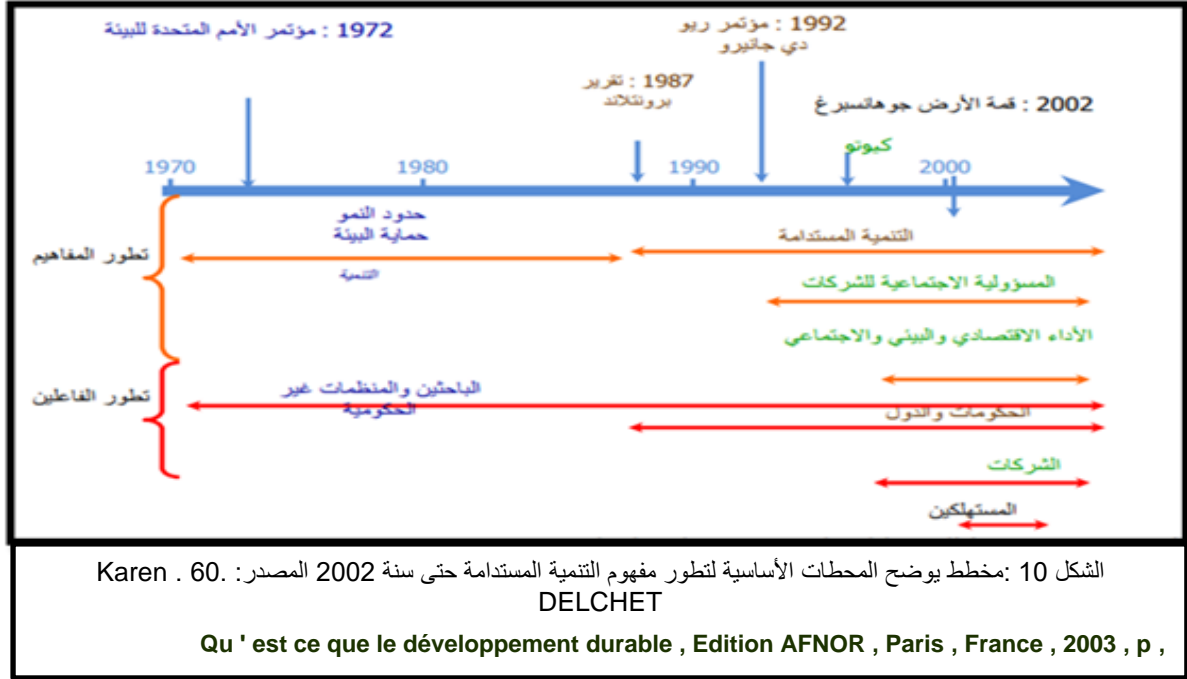 1972 : مؤتمر الأمم المتحدة للبيئة
1992 : مؤتمر ريو
دي جانيرو
1987 : تقرير
برونتلاند
2002 : قمة الأرض جوهانسبرغ
كيوتو
1970
1980
1990
2000
تطور المفاهيم
حدود النمو
حماية البيئة
التنمية
التنمية المستدامة
المسؤولية الاجتماعية للشركات
الأداء الاقتصادي والبيئي والاجتماعي
تطور الفاعلين
الباحثين والمنظمات غير
الحكومية
الحكومات والدول
الشركات
المستهلكين
الشكل 10 :مخطط يوضح المحطات الأساسية لتطور مفهوم التنمية المستدامة حتى سنة 2002 المصدر: .60 . Karen
DELCHET
Qu ' est ce que le développement durable , Edition AFNOR , Paris , France , 2003 , p ,